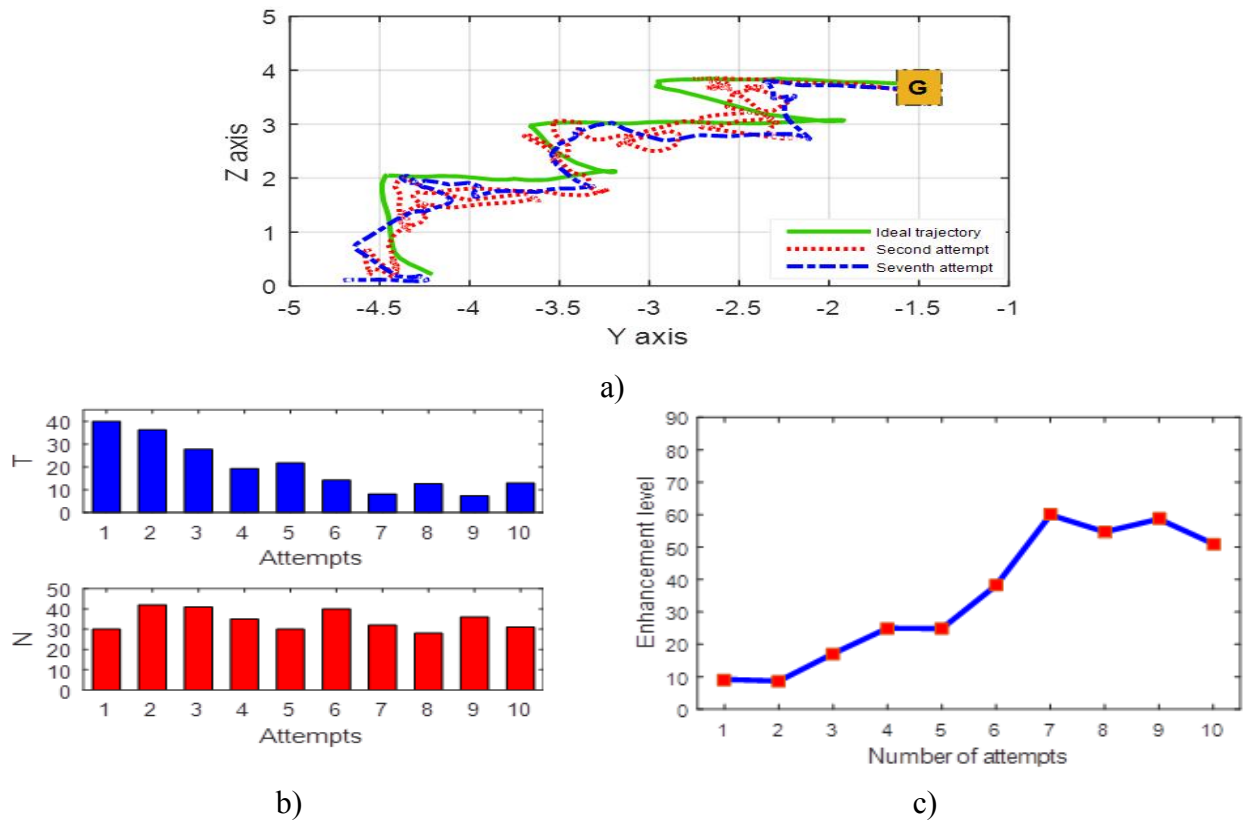 5
4
3
2
1
0
Z axis
G
Ideal trajectory
Second attempt
Seventh attempt
-5 -4.5 -4 -3.5 -3 -2.5 -2 -1.5 -1
Y axis
a)
40
30
20
10
0
T
1 2 3 4 5 6 7 8 9 10
Attempts
50
40
30
20
10
0
N
1 2 3 4 5 6 7 8 9 10
Attempts
b)
90
80
70
60
50
40
30
20
10
0
Enhancement level
1 2 3 4 5 6 7 8 9 10
Number of attempts
c)